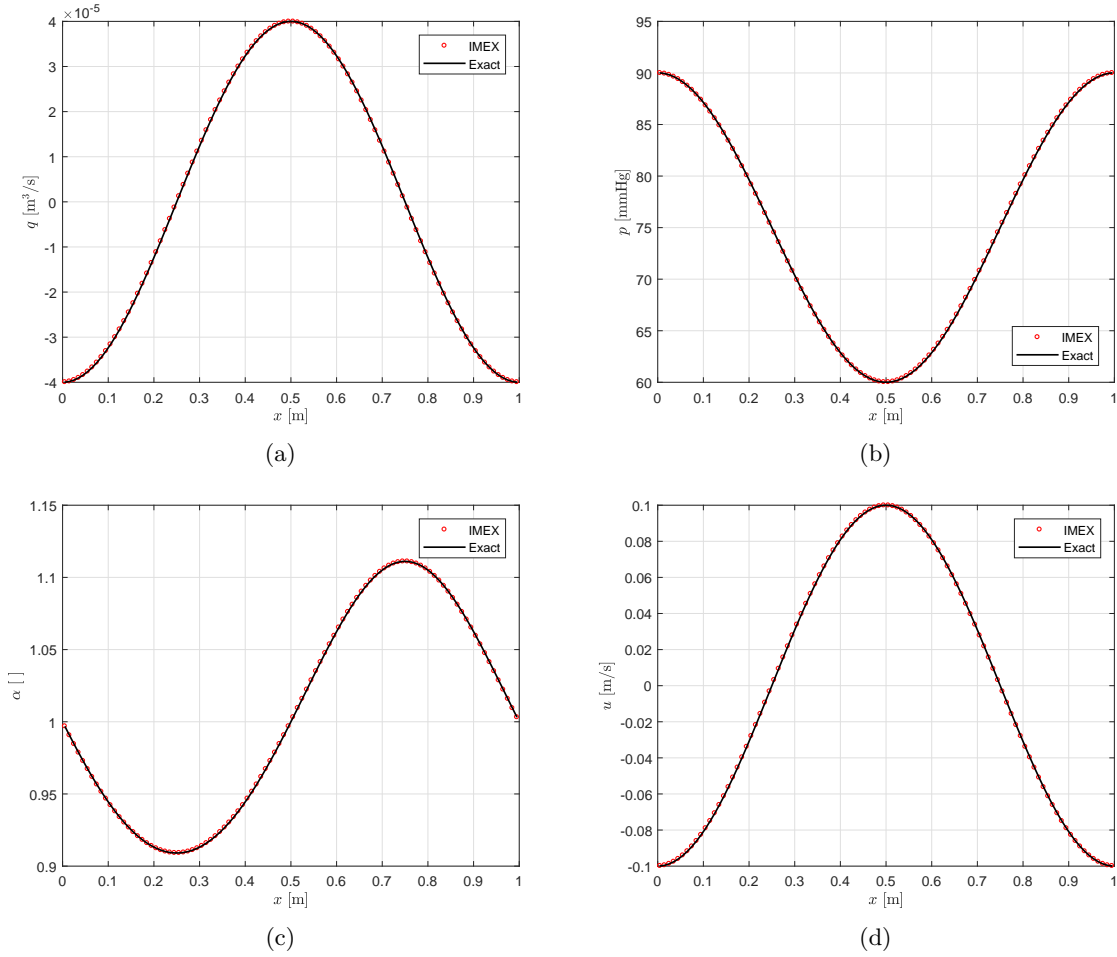 ×10-5
4
3
2
1
0
-1
-2
-3
-4
q [m³/s]
0 0.1 0.2 0.3 0.4 0.5 0.6 0.7 0.8 0.9 1
x [m]
IMEX
Exact
(a)
95
90
85
80
75
70
65
60
p [mmHg]
0 0.1 0.2 0.3 0.4 0.5 0.6 0.7 0.8 0.9 1
x [m]
IMEX
Exact
(b)
1.15
1.1
1.05
1
0.95
0.9
α [ ]
0 0.1 0.2 0.3 0.4 0.5 0.6 0.7 0.8 0.9 1
x [m]
IMEX
Exact
(c)
0.1
0.08
0.06
0.04
0.02
0
-0.02
-0.04
-0.06
-0.08
-0.1
u [m/s]
0 0.1 0.2 0.3 0.4 0.5 0.6 0.7 0.8 0.9 1
x [m]
IMEX
Exact
(d)